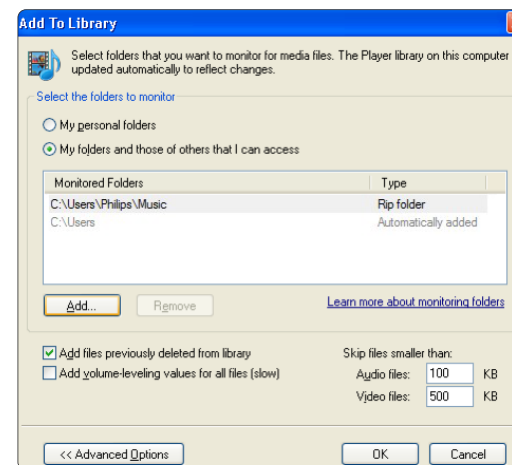 Add To Library
Select folders that you want to monitor for media files. The Player library on this computer
updated automatically to reflect changes.
Select the folders to monitor
My personal folders
My folders and those of others that I can access
Monitored Folders Type
C:\Users\Philips\Music Rip folder
C:\Users Automatically added
Add... Remove Learn more about monitoring folders
Add files previously deleted from library Skip files smaller than:
Add volume-leveling values for all files (slow) Audio files: 100 KB
Video files: 500 KB
<< Advanced Options OK Cancel